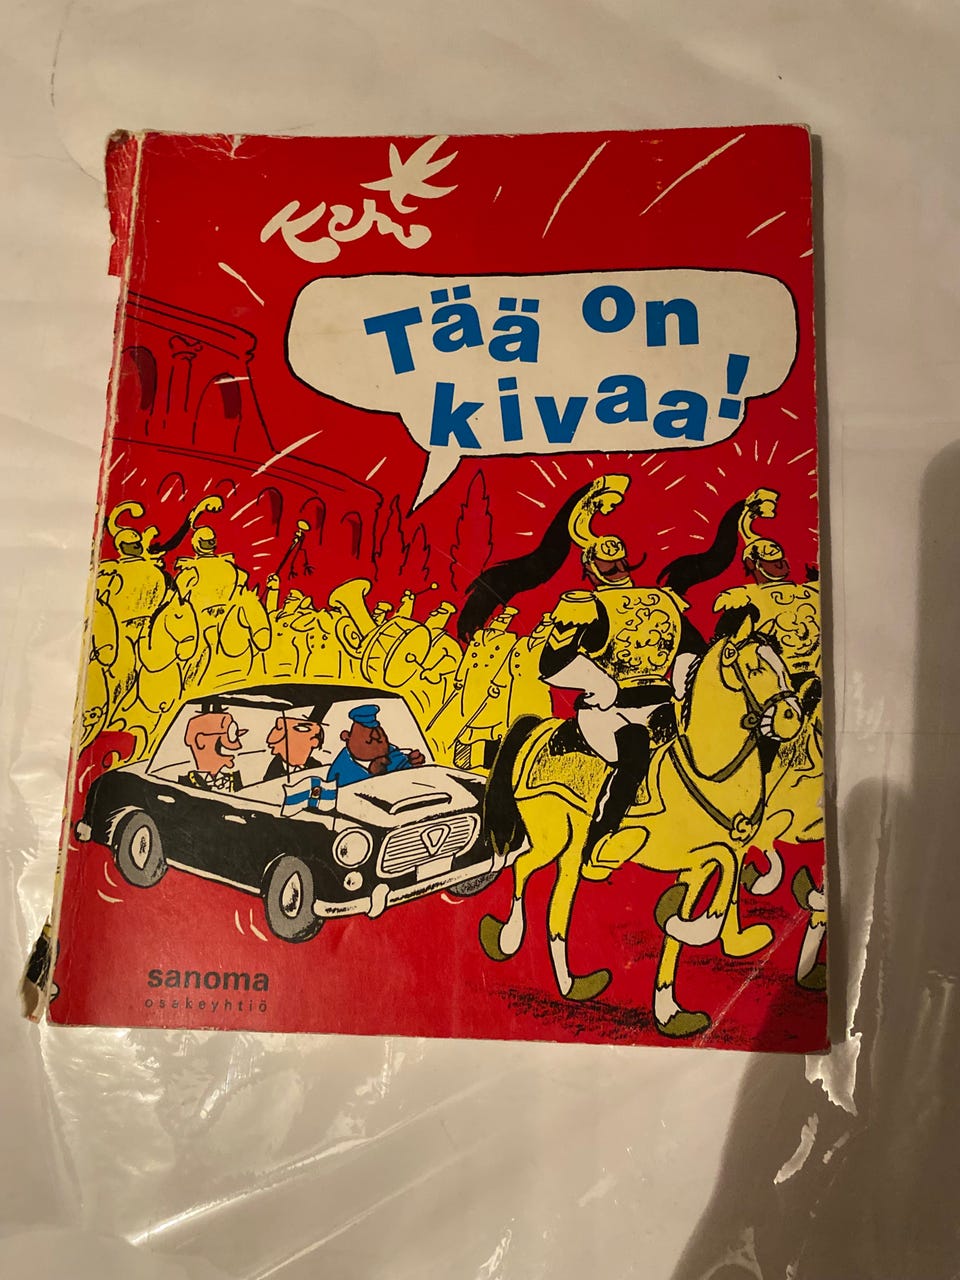 Kari
Tää on
kivaa!
sanoma
osakeyhtiö